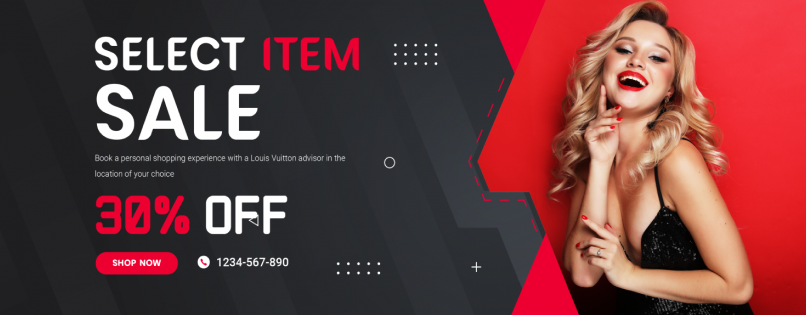 SELECT ITEM
SALE
Book a personal shopping experience with a Louis Vuitton advisor in the
location of your choice
30% OFF
SHOP NOW
1234-567-890